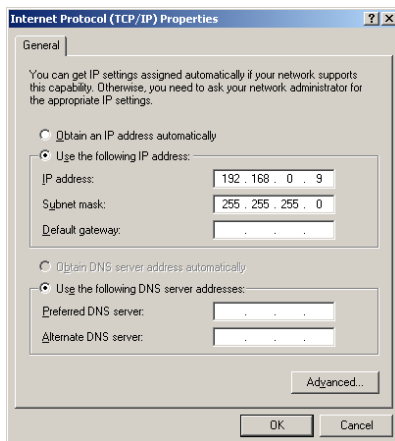 Internet Protocol (TCP/IP) Properties
General
You can get IP settings assigned automatically if your network supports
this capability. Otherwise, you need to ask your network administrator for
the appropriate IP settings.
Obtain an IP address automatically
Use the following IP address:
IP address: 192 . 168 . 0 . 9
Subnet mask: 255 . 255 . 255 . 0
Default gateway: . . .
Obtain DNS server address automatically
Use the following DNS server addresses:
Preferred DNS server: . . .
Alternate DNS server: . . .
Advanced...
OK Cancel